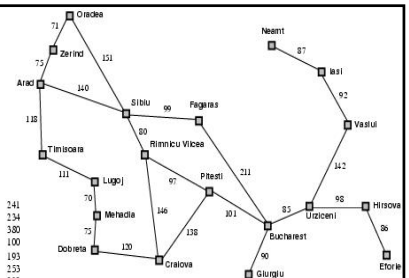 Oradea
71
Neamt
Zerind
87
151
75
Iasi
Arad
140
92
Sibiu
99
Fagaras
118
80
Vaslui
Timisoara
Rimnicu Vilcea
111
142
Pitesti
Lugoj
97
211
70
98
Hirsova
85
146
101
241
Mehadia
Urziceni
234
75
138
86
380
Bucharest
120
100
Dobreta
90
193
Craiova
Eforie
253
Giurgiu